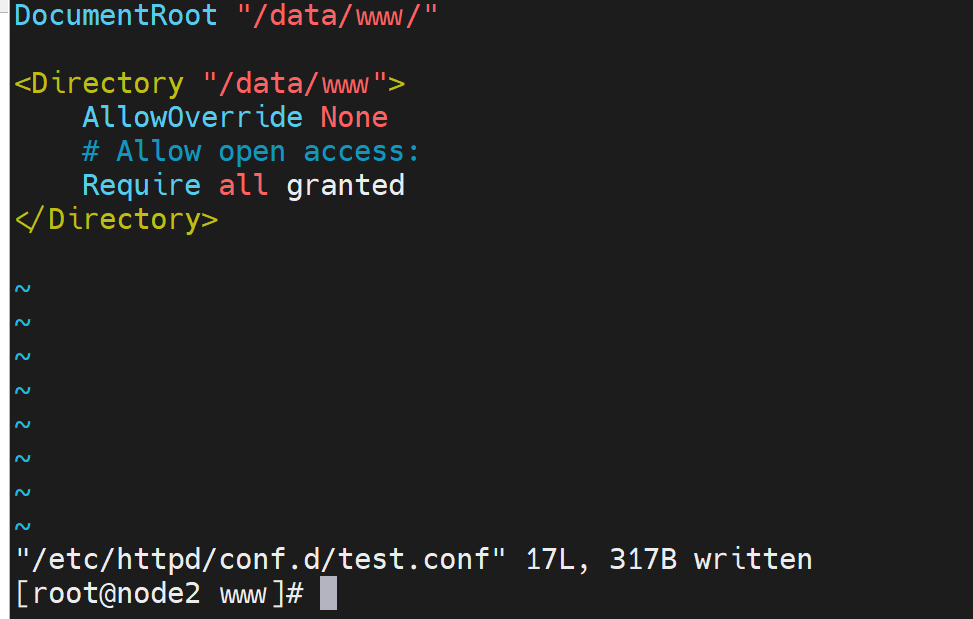 DocumentRoot "/data/www/"
<Directory "/data/www">
    AllowOverride None
    # Allow open access:
    Require all granted
</Directory>
~
~
~
~
~
~
~
~
"/etc/httpd/conf.d/test.conf" 17L, 317B written
[root@node2 www]#